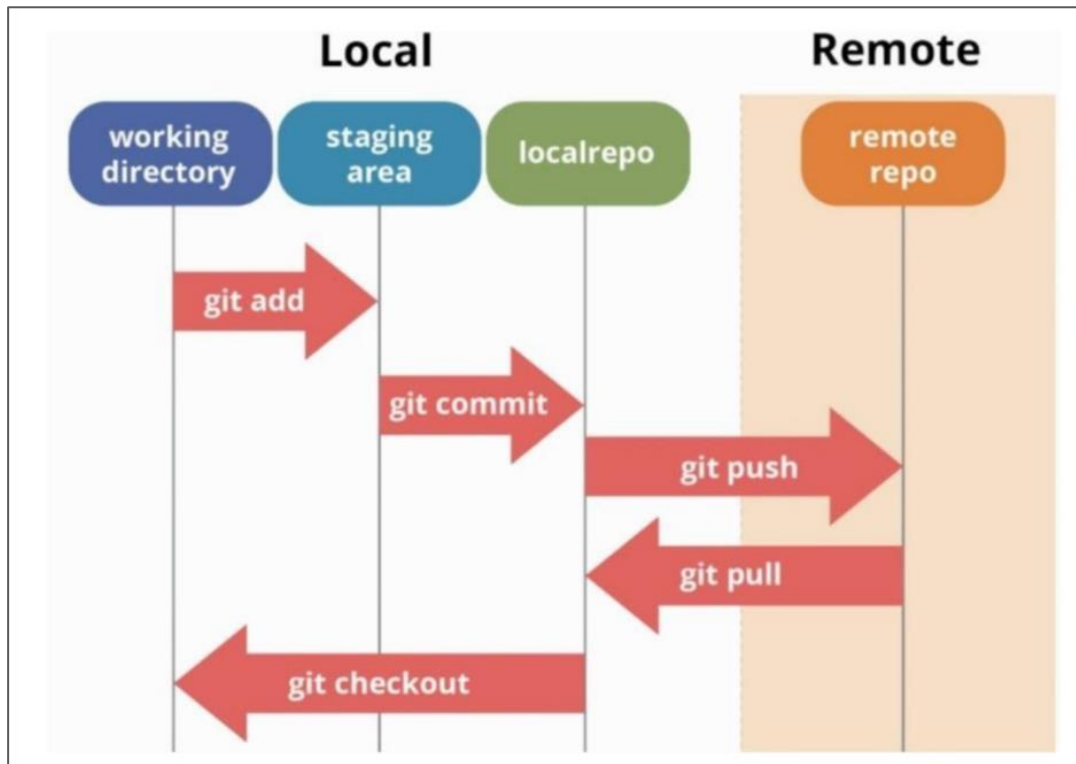 Local
Remote
working
directory
staging
area
localrepo
remote
repo
git add
git commit
git push
git pull
git checkout